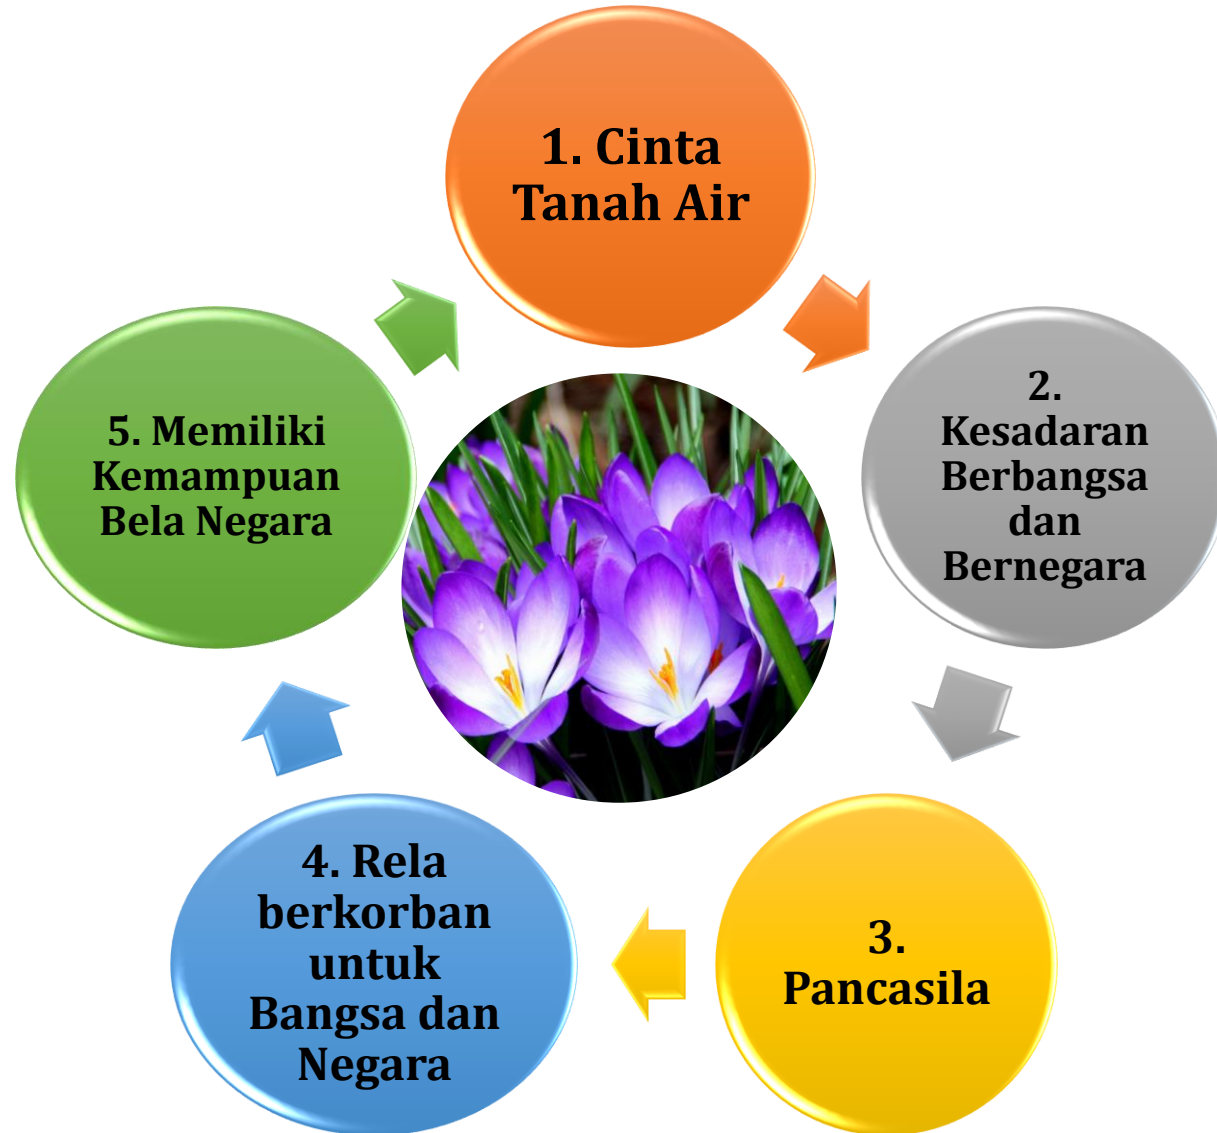 1. Cinta
Tanah Air
2.
Kesadaran
Berbangsa
dan
Bernegara
3.
Pancasila
4. Rela
berkorban
untuk
Bangsa dan
Negara
5. Memiliki
Kemampuan
Bela Negara